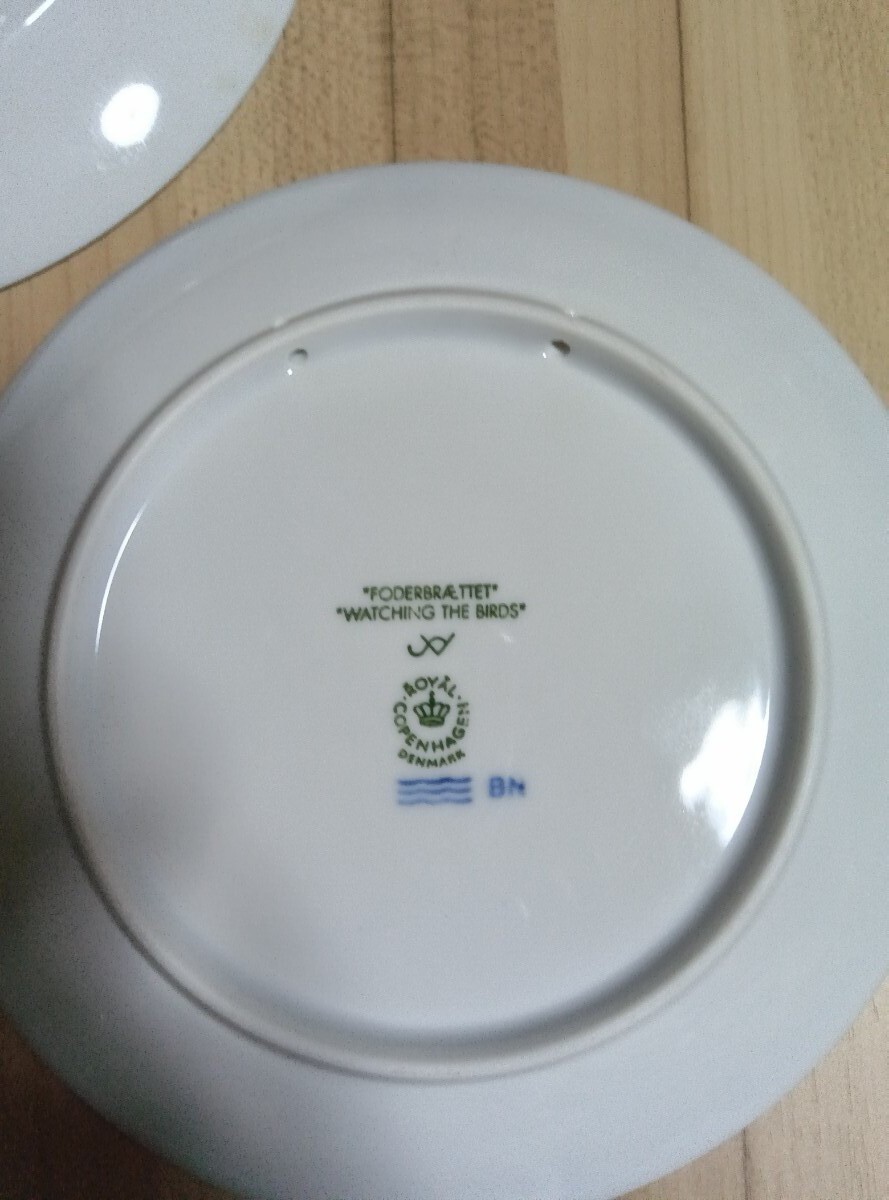 "FODERBRÆTTET"
"WATCHING THE BIRDS"
ROYAL
COPENHAGEN
DENMARK
BN